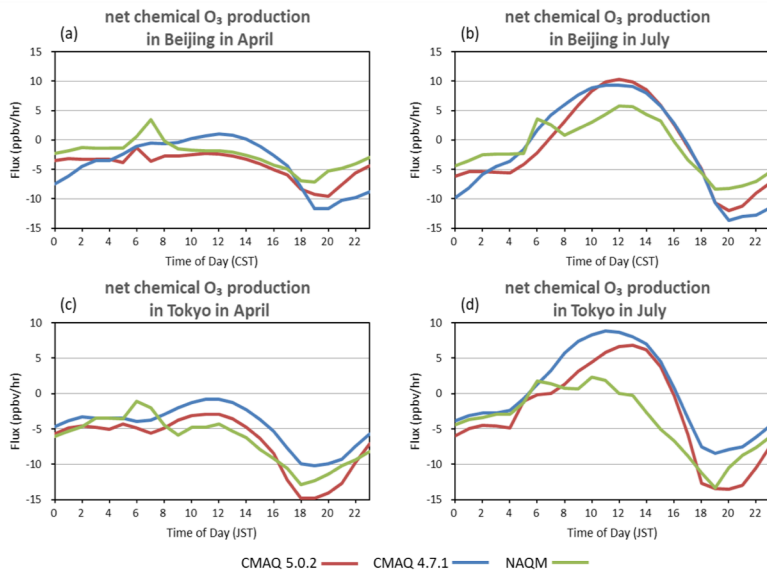 net chemical O₃ production
in Beijing in April
(a)
15
10
5
0
-5
-10
-15
Flux (ppbv/hr)
0 2 4 6 8 10 12 14 16 18 20 22
Time of Day (CST)
net chemical O₃ production
in Beijing in July
(b)
15
10
5
0
-5
-10
-15
Flux (ppbv/hr)
0 2 4 6 8 10 12 14 16 18 20 22
Time of Day (CST)
net chemical O₃ production
in Tokyo in April
(c)
10
5
0
-5
-10
-15
Flux (ppbv/hr)
0 2 4 6 8 10 12 14 16 18 20 22
Time of Day (JST)
net chemical O₃ production
in Tokyo in July
(d)
10
5
0
-5
-10
-15
Flux (ppbv/hr)
0 2 4 6 8 10 12 14 16 18 20 22
Time of Day (JST)
CMAQ 5.0.2 CMAQ 4.7.1 NAQM